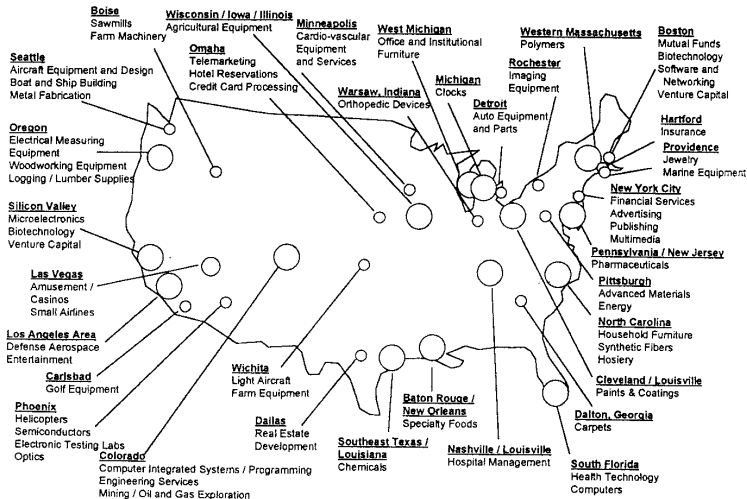 Boise
Sawmills
Farm Machinery
Wisconsin / Iowa / Illinois
Agricultural Equipment
Omaha
Telemarketing
Hotel Reservations
Credit Card Processing
Minneapolis
Cardio-vascular
Equipment
and Services
Warsaw, Indiana
Orthopedic Devices
West Michigan
Office and Institutional
Furniture
Michigan
Clocks
Detroit
Auto Equipment
and Parts
Rochester
Imaging
Equipment
Western Massachusetts
Polymers
Boston
Mutual Funds
Biotechnology
Software and
Networking
Venture Capital
Hartford
Insurance
Providence
Jewelry
Marine Equipment
New York City
Financial Services
Advertising
Publishing
Multimedia
Pennsylvania / New Jersey
Pharmaceuticals
Pittsburgh
Advanced Materials
Energy
North Carolina
Household Furniture
Synthetic Fibers
Hosiery
Cleveland / Louisville
Paints & Coatings
Dalton, Georgia
Carpets
South Florida
Health Technology
Computers
Nashville / Louisville
Hospital Management
Baton Rouge /
New Orleans
Specialty Foods
Southeast Texas /
Louisiana
Chemicals
Dallas
Real Estate
Development
Wichita
Light Aircraft
Farm Equipment
Colorado
Computer Integrated Systems / Programming
Engineering Services
Mining / Oil and Gas Exploration
Phoenix
Helicopters
Semiconductors
Electronic Testing Labs
Optics
Carlsbad
Golf Equipment
Los Angeles Area
Defense Aerospace
Entertainment
Las Vegas
Amusement /
Casinos
Small Airlines
Silicon Valley
Microelectronics
Biotechnology
Venture Capital
Oregon
Electrical Measuring
Equipment
Woodworking Equipment
Logging / Lumber Supplies
Seattle
Aircraft Equipment and Design
Boat and Ship Building
Metal Fabrication